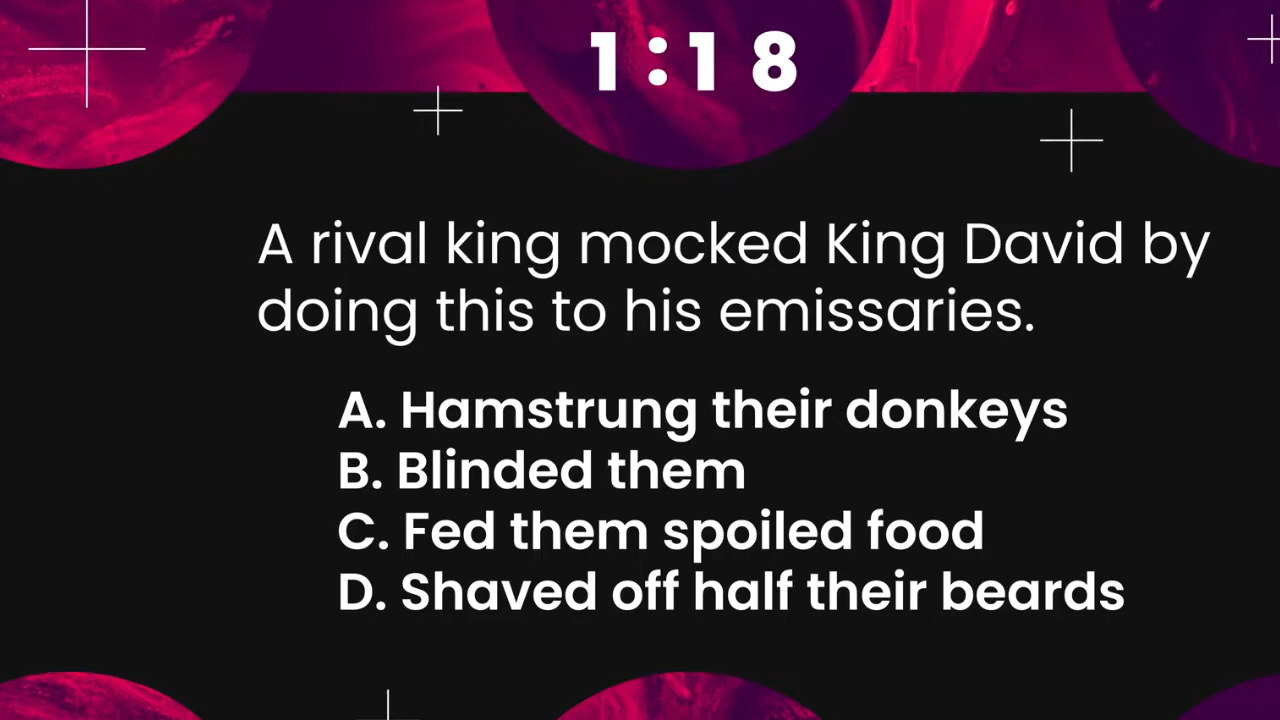 1:18
A rival king mocked King David by
doing this to his emissaries.
A. Hamstrung their donkeys
B. Blinded them
C. Fed them spoiled food
D. Shaved off half their beards